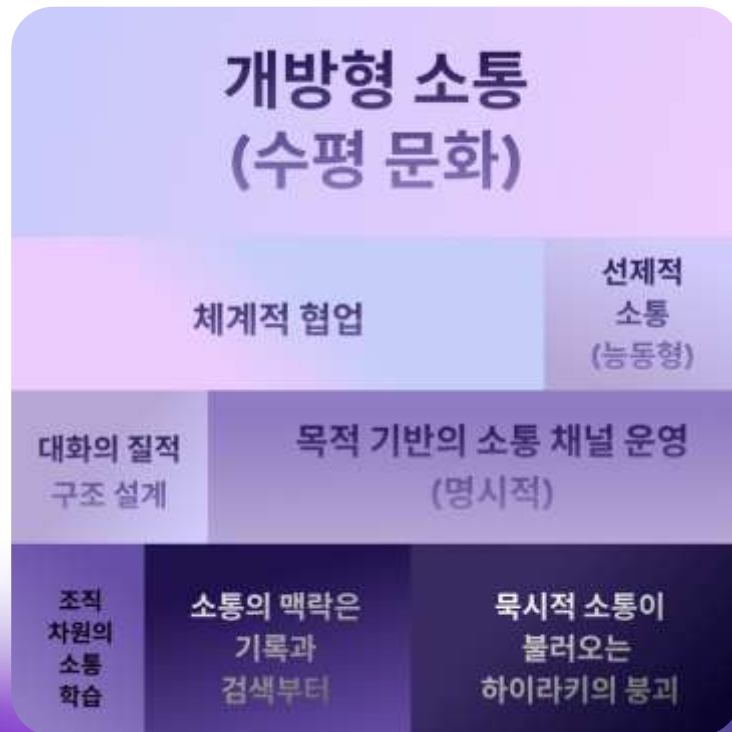 개방형 소통
(수평 문화)
체계적 협업
선제적
소통
(능동형)
대화의 질적
구조 설계
목적 기반의 소통 채널 운영
(명시적)
조직
차원의
소통
학습
소통의 맥락은
기록과
검색부터
묵시적 소통이
불러오는
하이라키의 붕괴